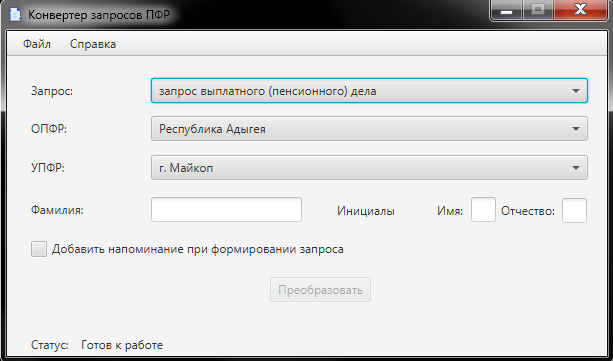 Конвертер запросов ПФР
Файл Справка
Запрос: запрос выплатного (пенсионного) дела
ОПФР: Республика Адыгея
УПФР: г. Майкоп
Фамилия: Инициалы Имя: Отчество:
Добавить напоминание при формировании запроса
Преобразовать
Статус: Готов к работе